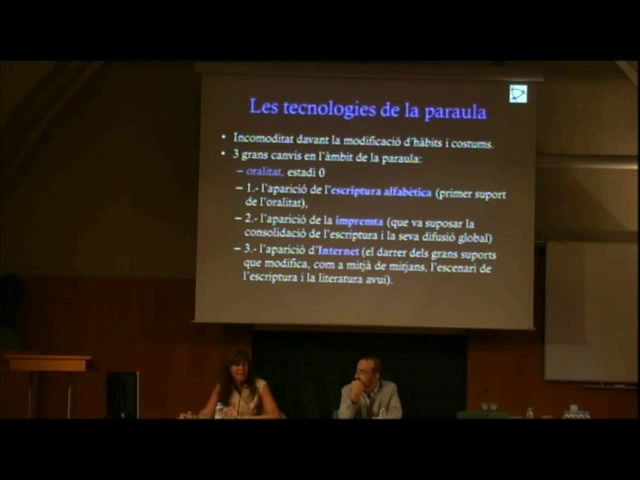 Les tecnologies de la paraula
• Incomoditat davant la modificació d'hàbits i costums.
• 3 grans canvis en l'àmbit de la paraula:
– oralitat, estadi 0
– 1.- l'aparició de l'escriptura alfabètica (primer suport
de l'oralitat),
– 2.- l'aparició de la impremta (que va suposar la
consolidació de l'escriptura i la seva difusió global)
– 3.- l'aparició d'Internet (el darrer dels grans suports
que modifica, com a mitjà de mitjans, l'escenari de
l'escriptura i la literatura avui).